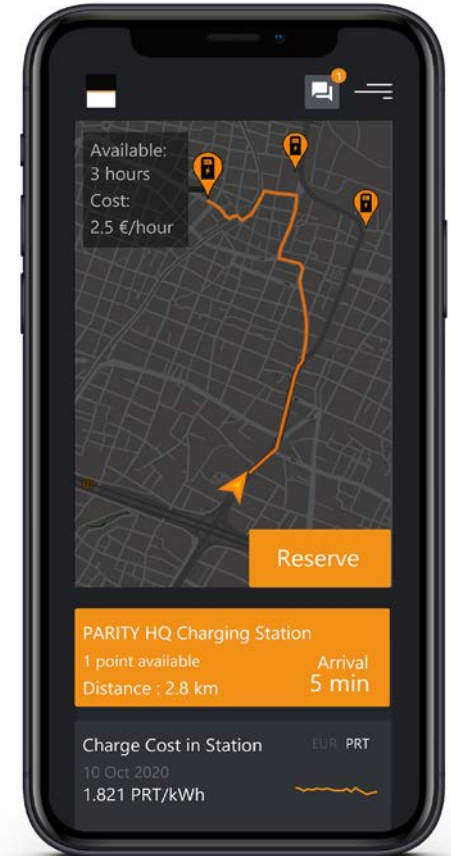 1
Available:
3 hours
Cost:
2.5 €/hour
Reserve
PARITY HQ Charging Station
1 point available
Distance : 2.8 km
Arrival
5 min
Charge Cost in Station
EUR PRT
10 Oct 2020
1.821 PRT/kWh